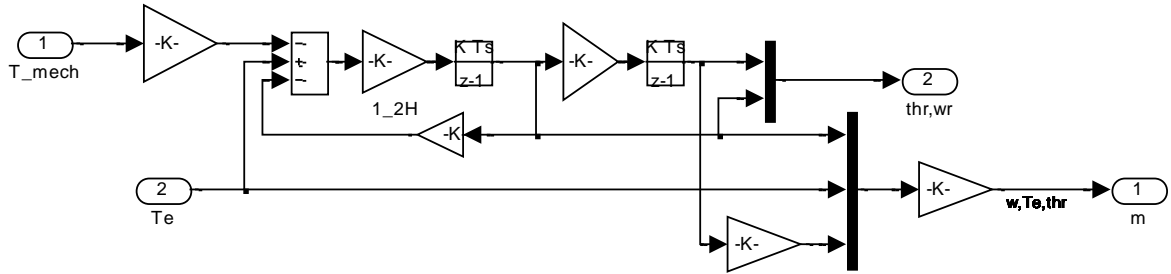 1
T_mech
-K-
-
+
-
-K-
1_2H
K Ts
z-1
-K-
K Ts
z-1
2
thr,wr
-K
2
Te
-K-
-K-
w,Te,thr
1
m